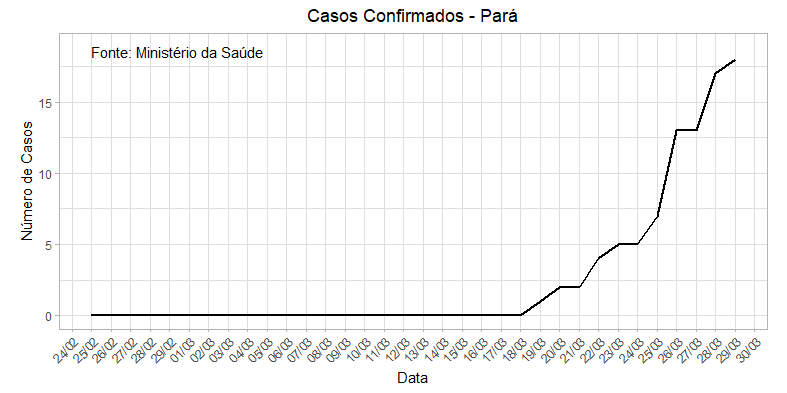 Casos Confirmados - Pará
Fonte: Ministério da Saúde
Número de Casos
15
10
5
0
24/02 25/02 26/02 27/02 28/02 29/02 01/03 02/03 03/03 04/03 05/03 06/03 07/03 08/03 09/03 10/03 11/03 12/03 13/03 14/03 15/03 16/03 17/03 18/03 19/03 20/03 21/03 22/03 23/03 24/03 25/03 26/03 27/03 28/03 29/03 30/03
Data